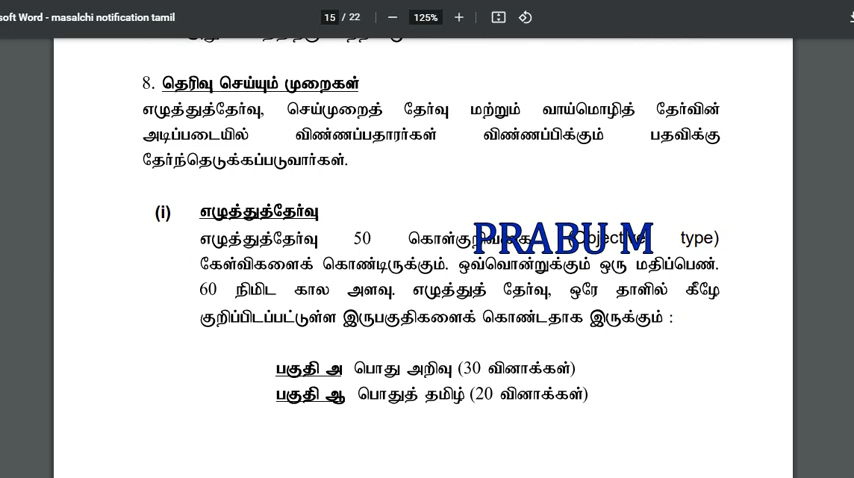 soft Word - masalchi notification tamil
15 / 22
125%
8. தெரிவு செய்யும் முறைகள்
எழுத்துத்தேர்வு, செய்முறைத் தேர்வு மற்றும் வாய்மொழித் தேர்வின்
அடிப்படையில் விண்ணப்பதாரர்கள் விண்ணப்பிக்கும் பதவிக்கு
தேர்ந்தெடுக்கப்படுவார்கள்.
(i) எழுத்துத்தேர்வு
எழுத்துத்தேர்வு 50 கொள்குறிவகை (Objective type)
PRABU M
கேள்விகளைக் கொண்டிருக்கும். ஒவ்வொன்றுக்கும் ஒரு மதிப்பெண்.
60 நிமிட கால அளவு. எழுத்துத் தேர்வு, ஒரே தாளில் கீழே
குறிப்பிடப்பட்டுள்ள இருபகுதிகளைக் கொண்டதாக இருக்கும் :
பகுதி அ பொது அறிவு (30 வினாக்கள்)
பகுதி ஆ பொதுத் தமிழ் (20 வினாக்கள்)